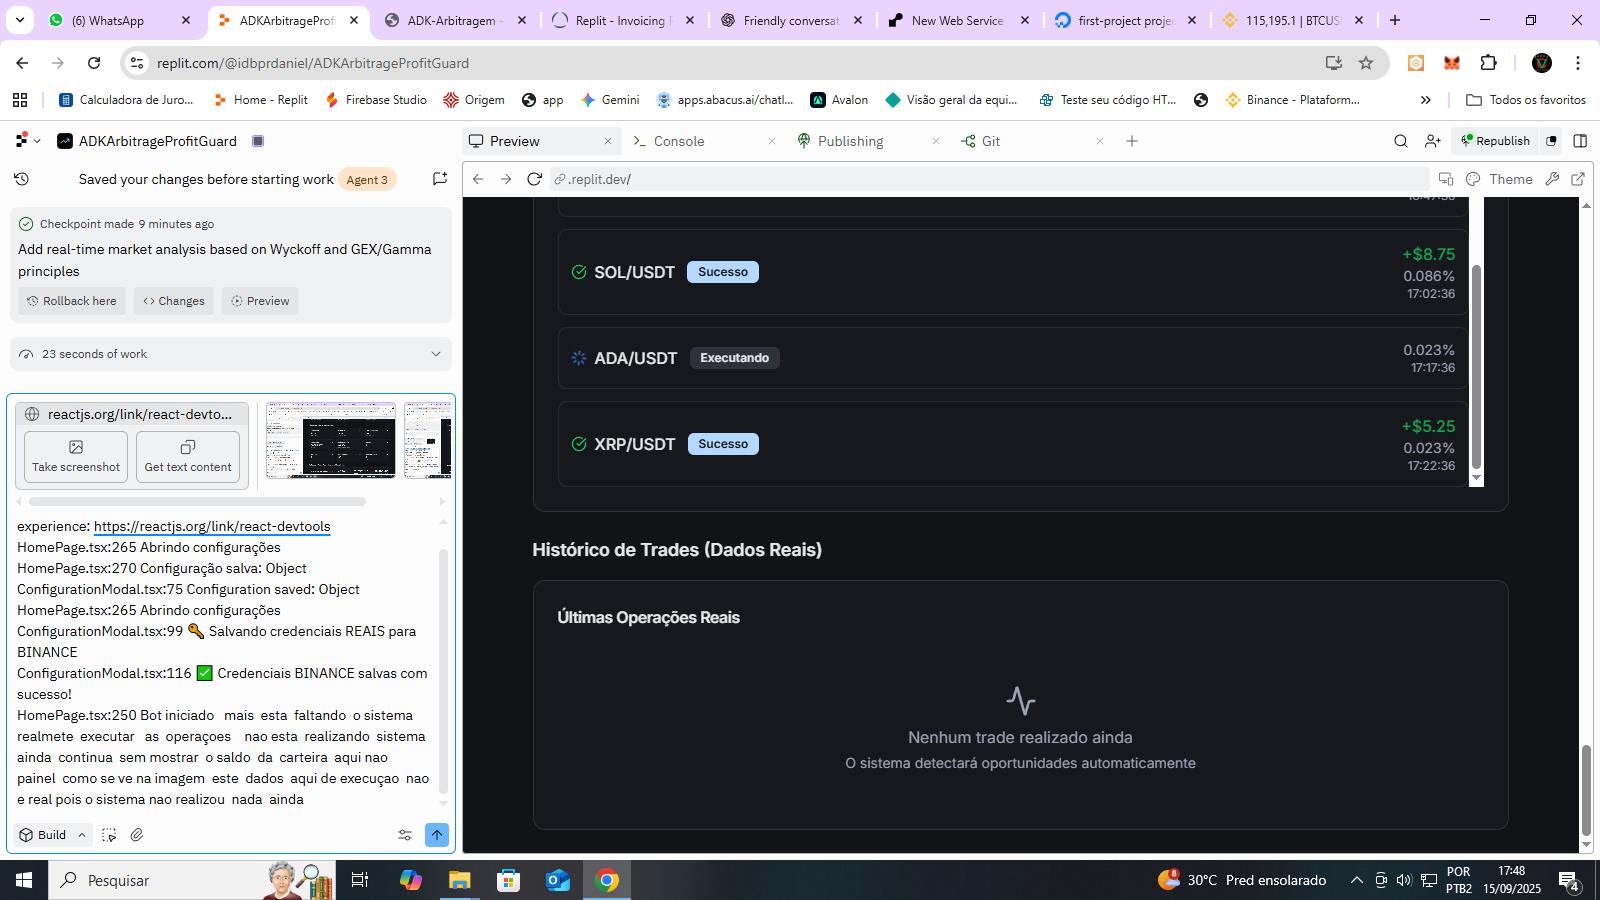 (6) WhatsApp
ADKArbitrageProfi
ADK-Arbitragem -
Replit - Invoicing P
Friendly conversat
New Web Service
first-project projec
115,195.1 | BTCUS
replit.com/@idbprdaniel/ADKArbitrageProfitGuard
Calculadora de Juro...
Home - Replit
Firebase Studio
Origem
app
Gemini
apps.abacus.ai/chatl...
Avalon
Visão geral da equi...
Teste seu código HT...
Binance - Plataform...
Todos os favoritos
ADKArbitrageProfitGuard
Preview
Console
Publishing
Git
Republish
Saved your changes before starting work
Agent 3
.replit.dev/
Theme
Checkpoint made 9 minutes ago
Add real-time market analysis based on Wyckoff and GEX/Gamma
principles
Rollback here
Changes
Preview
23 seconds of work
reactjs.org/link/react-devto...
Take screenshot
Get text content
experience: https://reactjs.org/link/react-devtools
HomePage.tsx:265 Abrindo configurações
HomePage.tsx:270 Configuração salva: Object
ConfigurationModal.tsx:75 Configuration saved: Object
HomePage.tsx:265 Abrindo configurações
ConfigurationModal.tsx:99 🔑 Salvando credenciais REAIS para
BINANCE
ConfigurationModal.tsx:116 ✅ Credenciais BINANCE salvas com
sucesso!
HomePage.tsx:250 Bot iniciado mais esta faltando o sistema
realmete executar as operaçoes nao esta realizando sistema
ainda continua sem mostrar o saldo da carteira aqui nao
painel como se ve na imagem este dados aqui de execuçao nao
e real pois o sistema nao realizou nada ainda
Build
SOL/USDT
Sucesso
+$8.75
0.086%
17:02:36
ADA/USDT
Executando
0.023%
17:17:36
XRP/USDT
Sucesso
+$5.25
0.023%
17:22:36
Histórico de Trades (Dados Reais)
Últimas Operações Reais
Nenhum trade realizado ainda
O sistema detectará oportunidades automaticamente
Pesquisar
8
30°C Pred ensolarado
POR
PTB2
17:48
15/09/2025
4